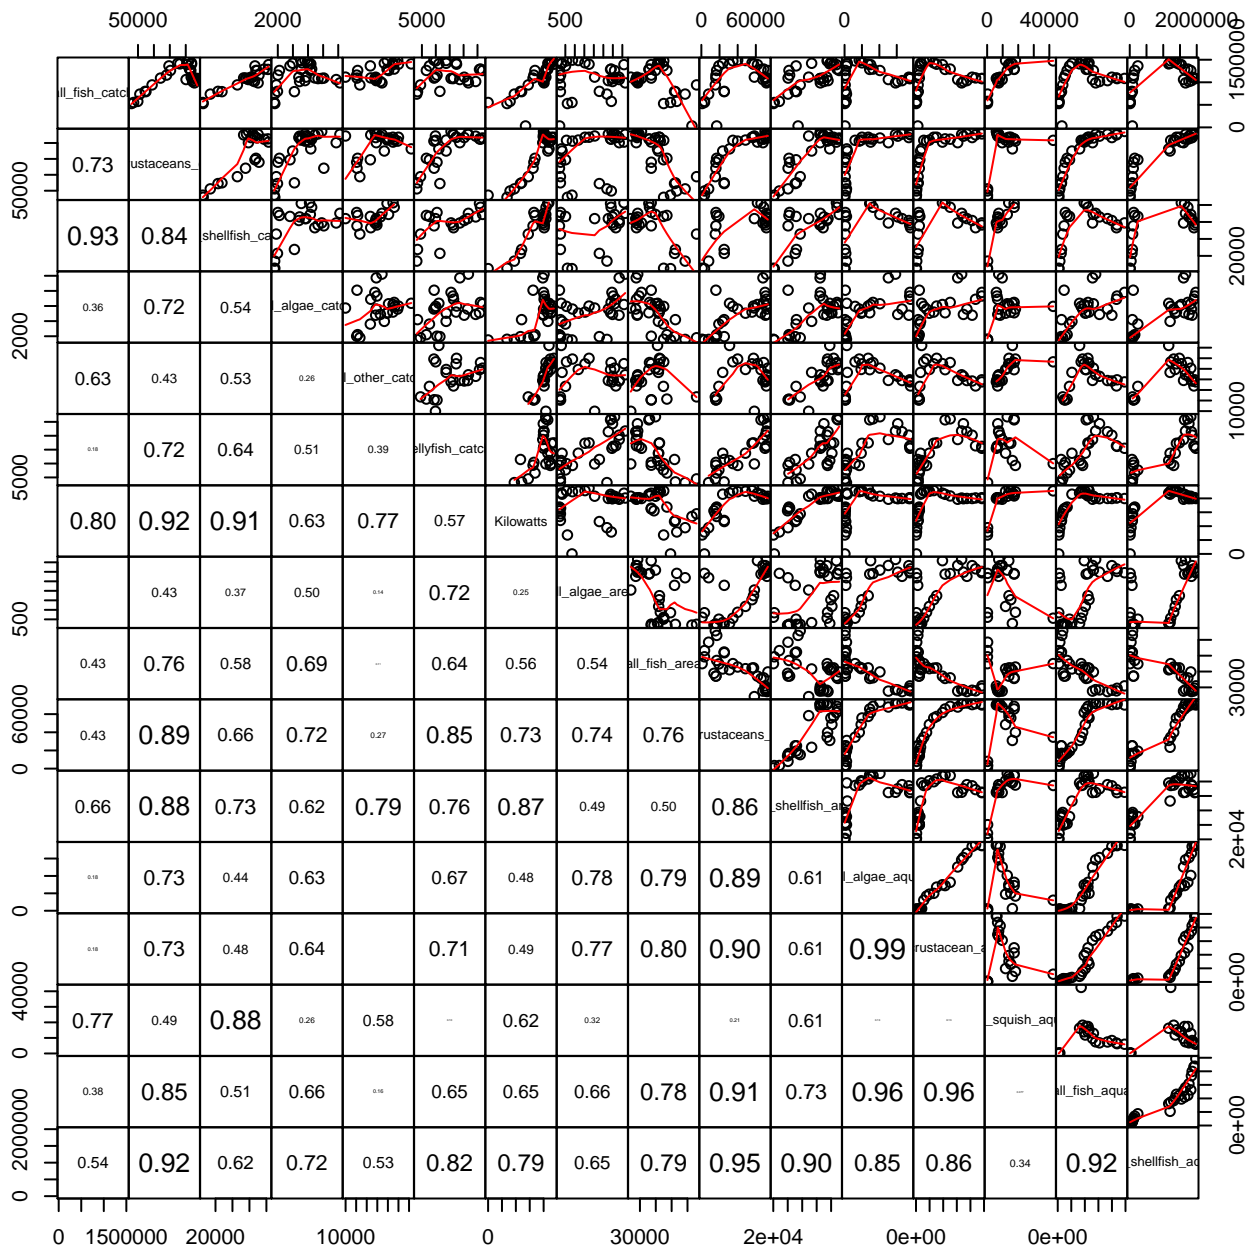 50000 2000 5000 500 0 60000 0 0 40000 0 2000000
all_fish_catc 0 1500000
0.73 rustaceans_ 50000
0.93 0.84 shellfish_ca 20000
0.36 0.72 0.54 l_algae_catc 2000
0.63 0.43 0.53 0.26 l_other_catc 10000
0.18 0.72 0.64 0.51 0.39 ellyfish_catc 5000
0.80 0.92 0.91 0.63 0.77 0.57 Kilowatts 0
0.43 0.37 0.50 0.14 0.72 0.25 l_algae_are 500
0.43 0.76 0.58 0.69 0.64 0.56 0.54 all_fish_area 30000
0 60000 0.43 0.89 0.66 0.72 0.27 0.85 0.73 0.74 0.76 rustaceans_
0.66 0.88 0.73 0.62 0.79 0.76 0.87 0.49 0.50 0.86 _shellfish_ar 2e+04
0 0.18 0.73 0.44 0.63 0.67 0.48 0.78 0.79 0.89 0.61 l_algae_aqu
0.18 0.73 0.48 0.64 0.71 0.49 0.77 0.80 0.90 0.61 0.99 rustacean_a 0e+00
0 40000 0.77 0.49 0.88 0.26 0.58 0.62 0.32 0.21 0.61 _squish_aqu
0.38 0.85 0.51 0.66 0.16 0.65 0.65 0.66 0.78 0.91 0.73 0.96 0.96 all_fish_aqua 0e+00
0 2000000 0.54 0.92 0.62 0.72 0.53 0.82 0.79 0.65 0.79 0.95 0.90 0.85 0.86 0.34 0.92 _shellfish_ac
0 1500000 20000 10000 0 30000 2e+04 0e+00 0e+00